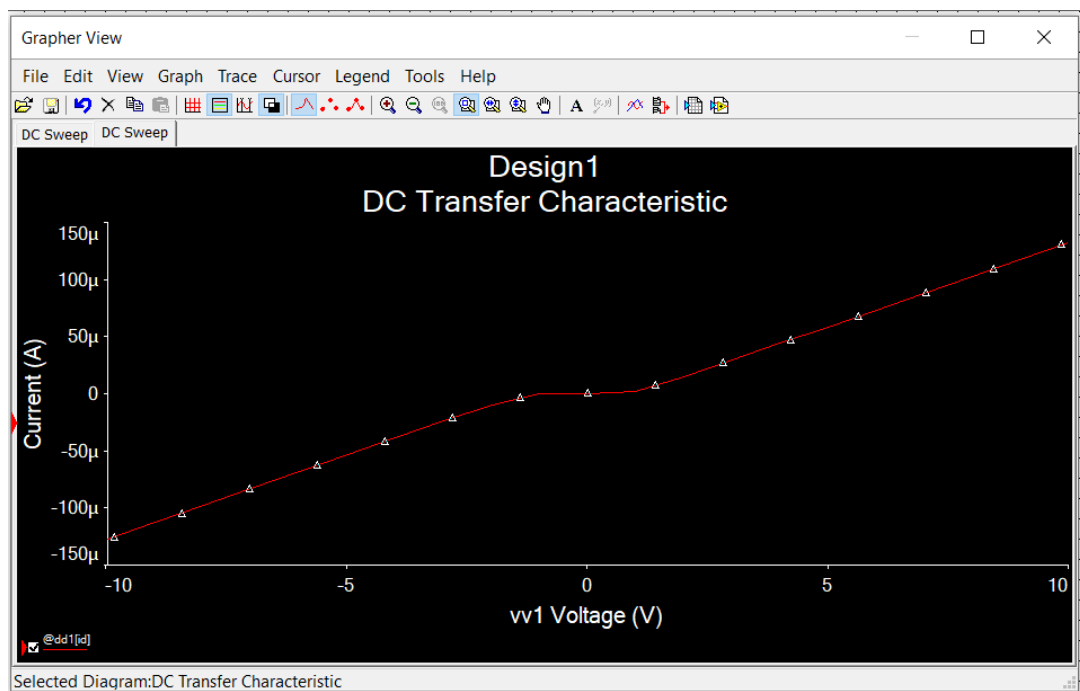 Grapher View
File Edit View Graph Trace Cursor Legend Tools Help
A (x,y)
DC Sweep DC Sweep
Design1
DC Transfer Characteristic
150µ
100µ
50µ
0
-50µ
-100µ
-150µ
Current (A)
-10 -5 0 5 10
vv1 Voltage (V)
@dd1[id]
Selected Diagram:DC Transfer Characteristic